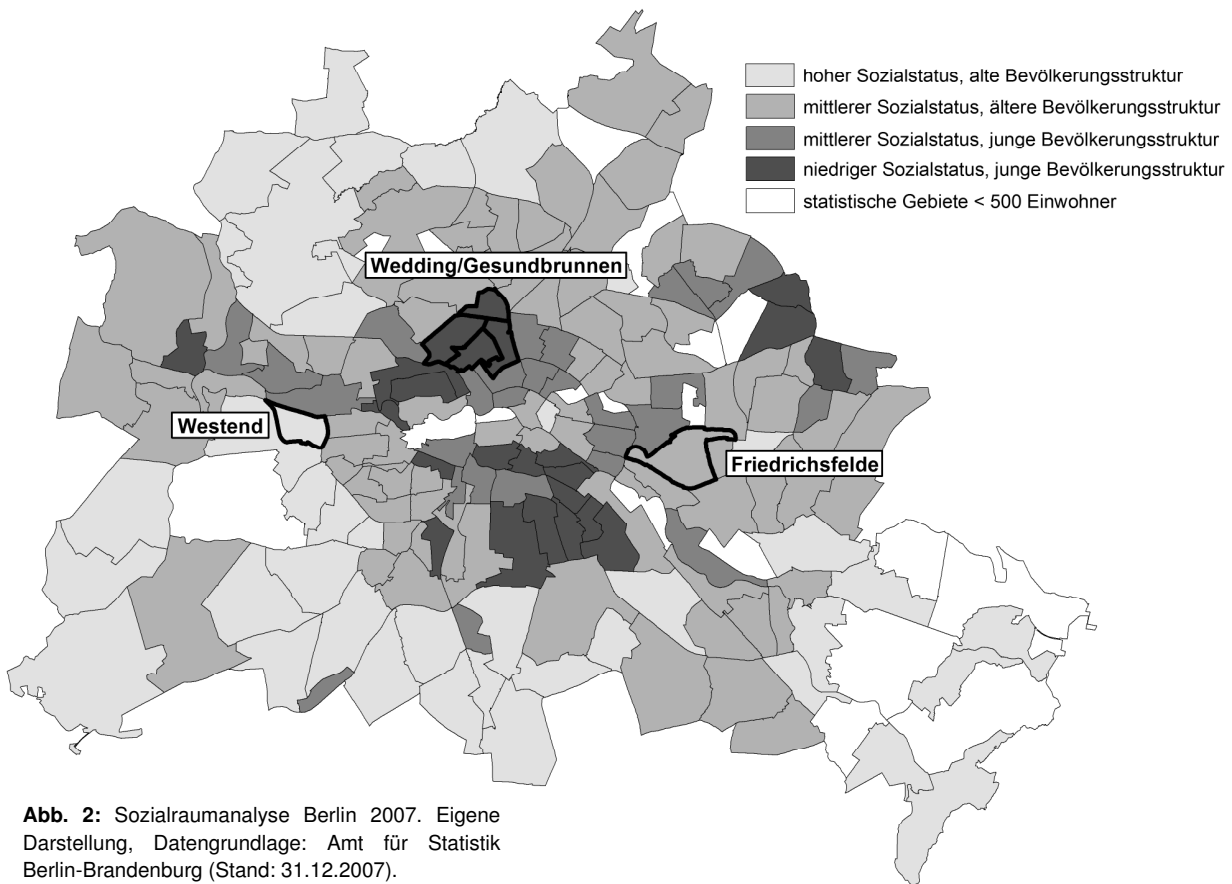 hoher Sozialstatus, alte Bevölkerungsstruktur
mittlerer Sozialstatus, ältere Bevölkerungsstruktur
mittlerer Sozialstatus, junge Bevölkerungsstruktur
niedriger Sozialstatus, junge Bevölkerungsstruktur
statistische Gebiete < 500 Einwohner
Wedding/Gesundbrunnen
Westend
Friedrichsfelde
Abb. 2: Sozialraumanalyse Berlin 2007. Eigene
Darstellung, Datengrundlage: Amt für Statistik
Berlin-Brandenburg (Stand: 31.12.2007).